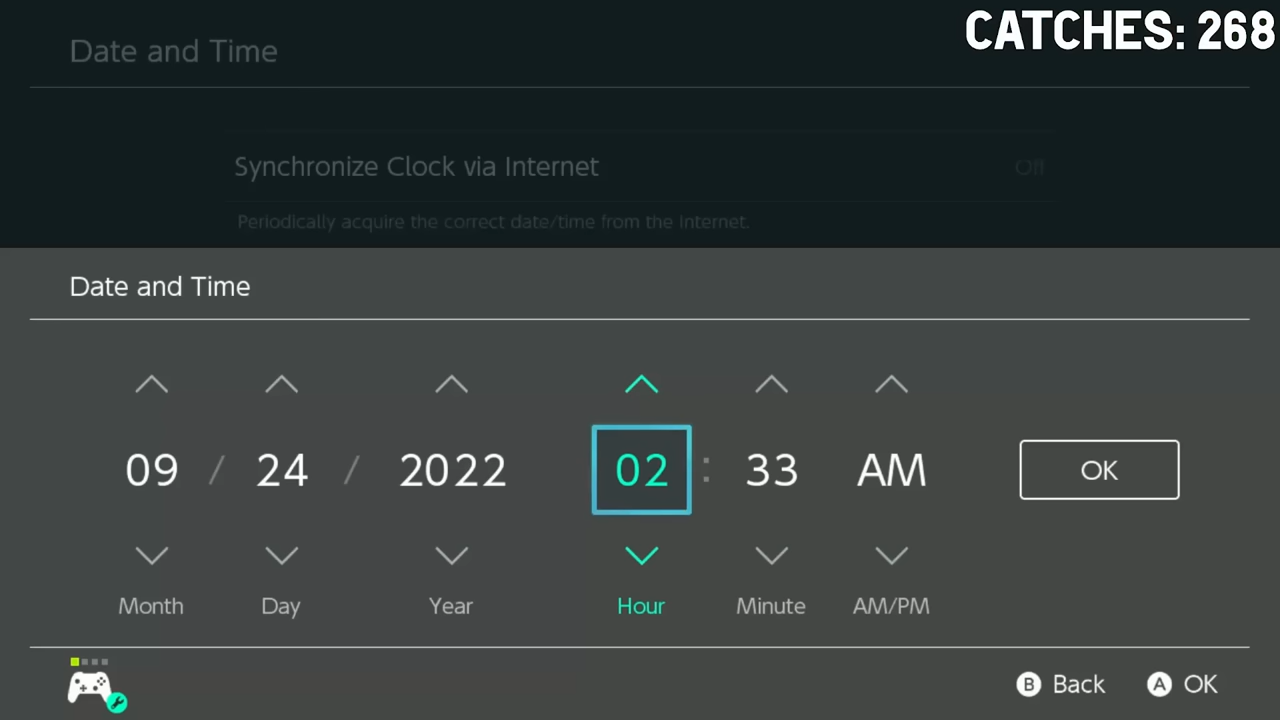 CATCHES: 268
Date and Time
Synchronize Clock via Internet Off
Periodically acquire the correct date/time from the Internet.
Date and Time
09 / 24 / 2022 02 : 33 AM OK
Month Day Year Hour Minute AM/PM
B Back A OK